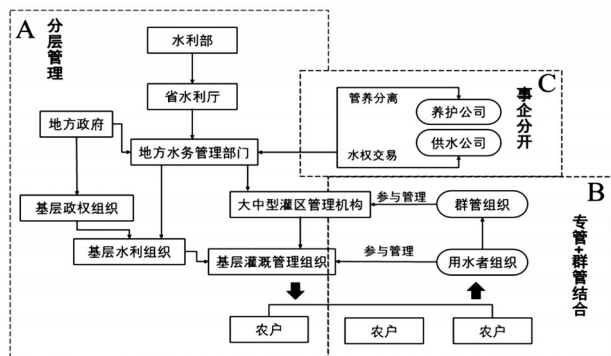 A
分层管理
水利部
省水利厅
地方政府
地方水务管理部门
基层政权组织
大中型灌区管理机构
基层水利组织
基层灌溉管理组织
农户
C
事企分开
管养分离
养护公司
供水公司
水权交易
B
专管+群管结合
参与管理
群管组织
参与管理
用水者组织
农户
农户